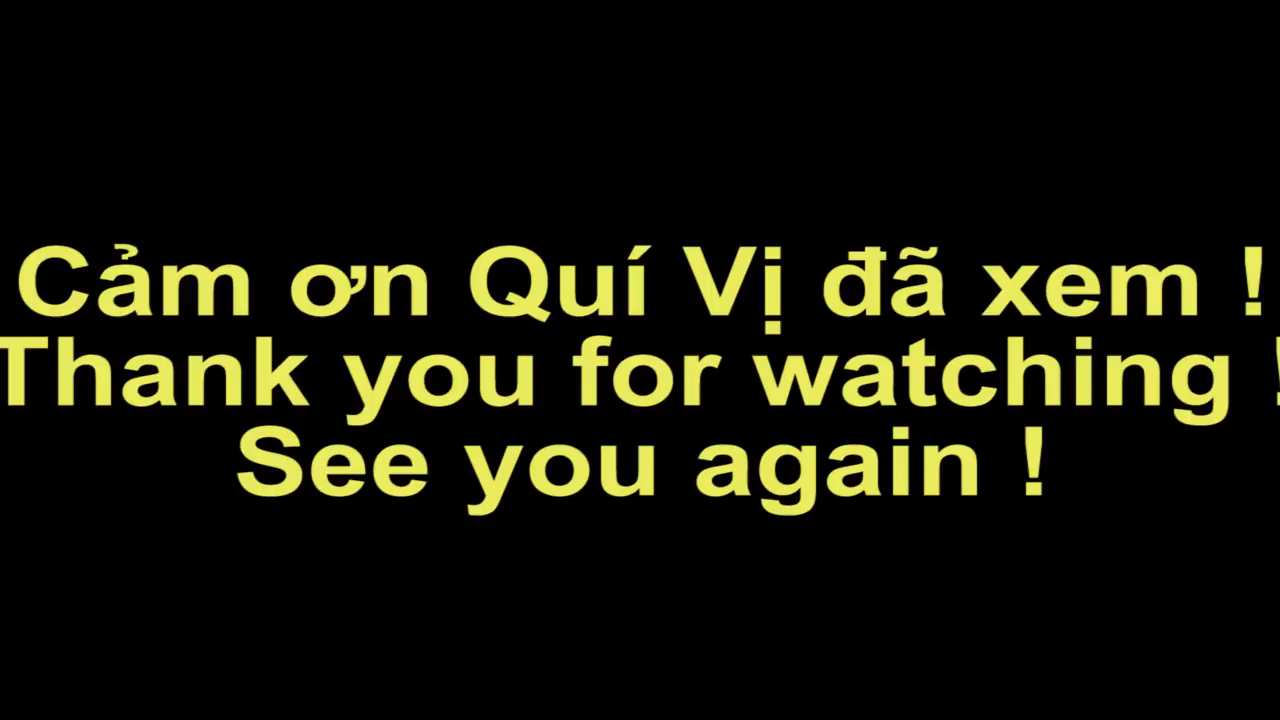 Cảm ơn Quí Vị đã xem !
Thank you for watching !
See you again !